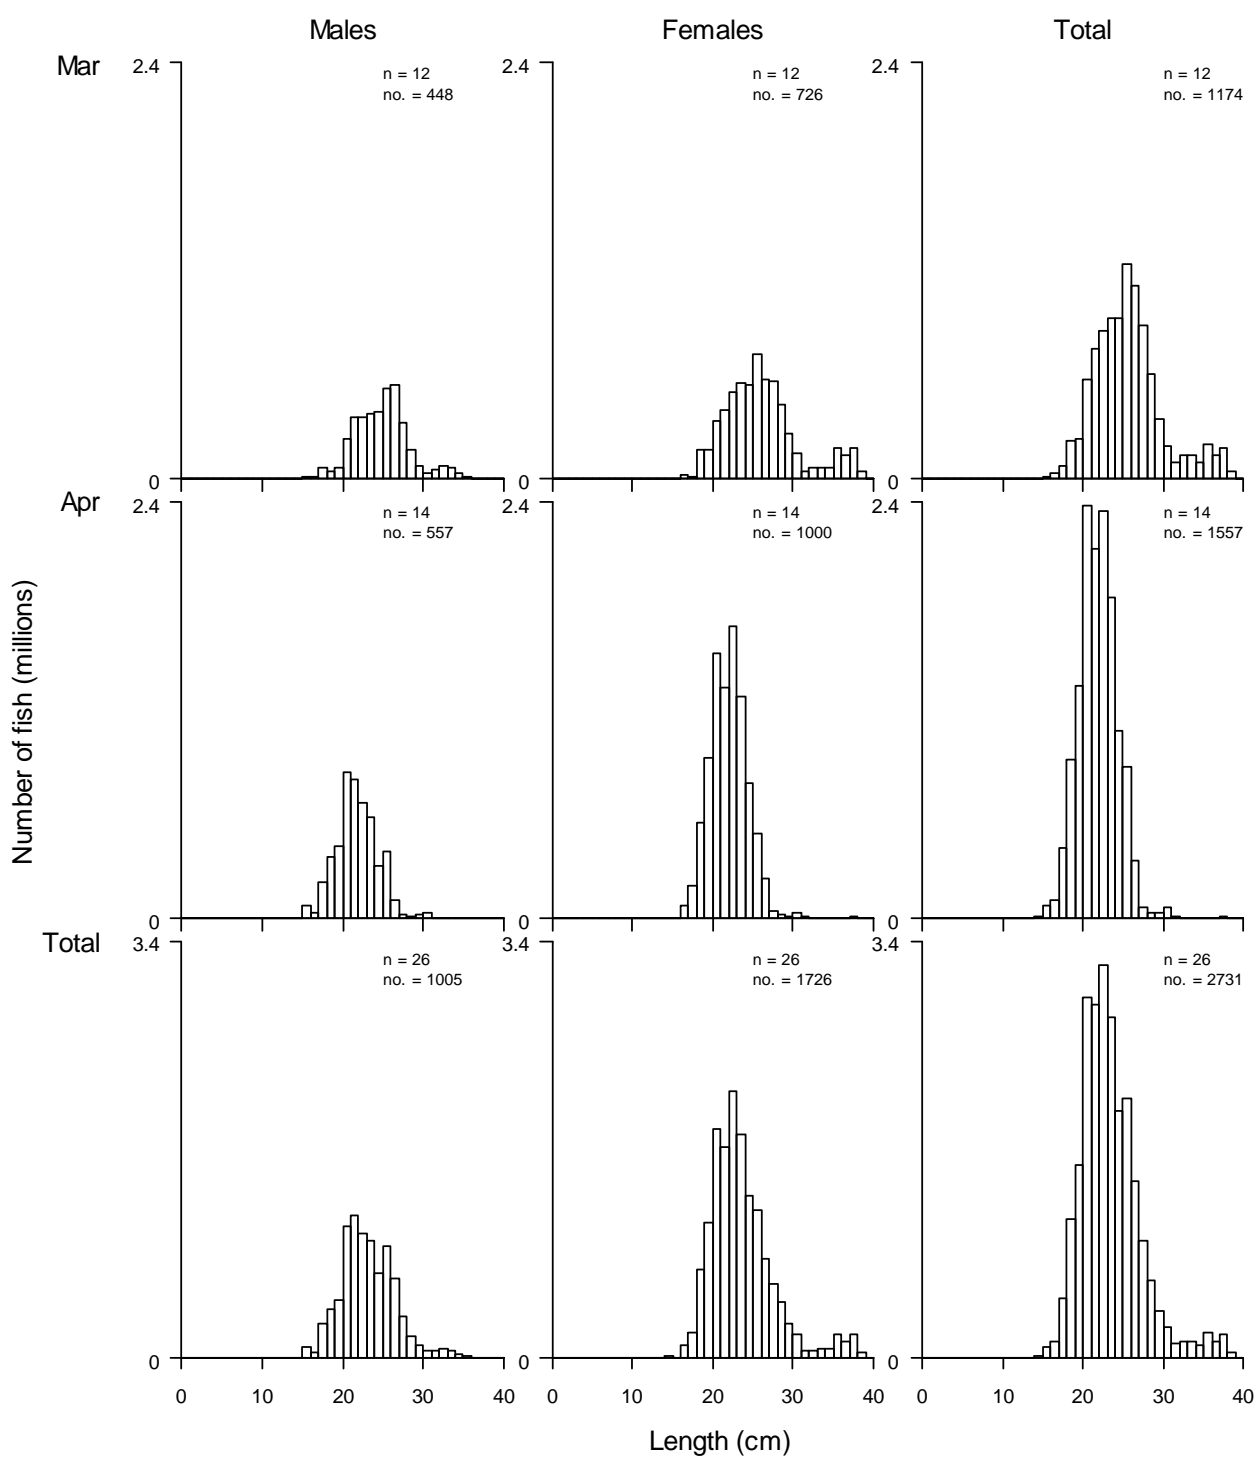 Males Females Total
Mar 2.4 2.4 2.4
n = 12 n = 12 n = 12
no. = 448 no. = 726 no. = 1174
0 0 0
Apr 2.4 2.4 2.4
n = 14 n = 14 n = 14
no. = 557 no. = 1000 no. = 1557
Number of fish (millions)
0 0 0
Total 3.4 3.4 3.4
n = 26 n = 26 n = 26
no. = 1005 no. = 1726 no. = 2731
0 0 0
0 10 20 30 40 0 10 20 30 40 0 10 20 30 40
Length (cm)